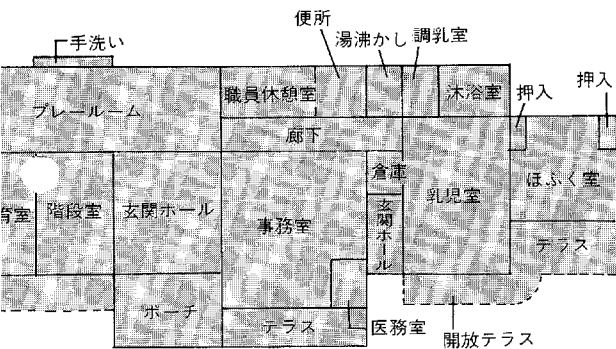 便所
湯沸かし
調乳室
手洗い
職員休憩室
沐浴室
押入
押入
プレールーム
廊下
倉庫
乳児室
ほふく室
育室
階段室
玄関ホール
事務室
玄関ホール
テラス
ポーチ
テラス
医務室
開放テラス